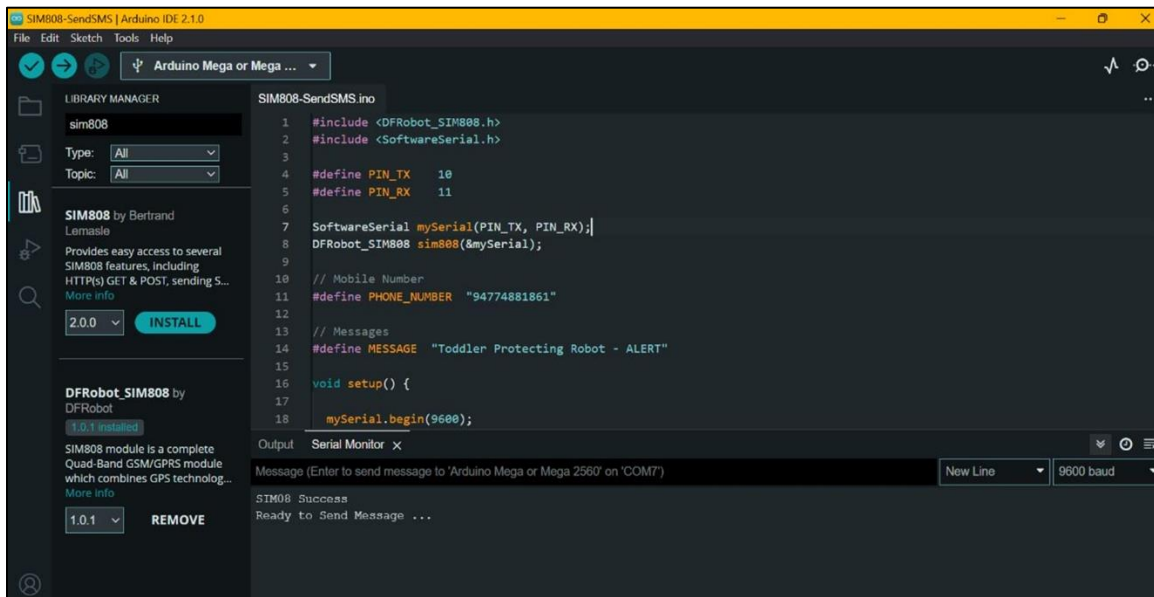 SIM808-SendSMS | Arduino IDE 2.1.0
File Edit Sketch Tools Help
Arduino Mega or Mega ...
LIBRARY MANAGER
sim808
Type: All
Topic: All
SIM808 by Bertrand
Lemasle
Provides easy access to several
SIM808 features, including
HTTP(s) GET & POST, sending S...
More info
2.0.0 INSTALL
DFRobot_SIM808 by
DFRobot
1.0.1 installed
SIM808 module is a complete
Quad-Band GSM/GPRS module
which combines GPS technolog...
More info
1.0.1 REMOVE
SIM808-SendSMS.ino
1 #include <DFRobot_SIM808.h>
2 #include <SoftwareSerial.h>
3
4 #define PIN_TX 10
5 #define PIN_RX 11
6
7 SoftwareSerial mySerial(PIN_TX, PIN_RX);
8 DFRobot_SIM808 sim808(&mySerial);
9
10 // Mobile Number
11 #define PHONE_NUMBER "94774881861"
12
13 // Messages
14 #define MESSAGE "Toddler Protecting Robot - ALERT"
15
16 void setup() {
17
18 mySerial.begin(9600);
Output Serial Monitor
Message (Enter to send message to 'Arduino Mega or Mega 2560' on 'COM7')
New Line 9600 baud
SIM08 Success
Ready to Send Message ...